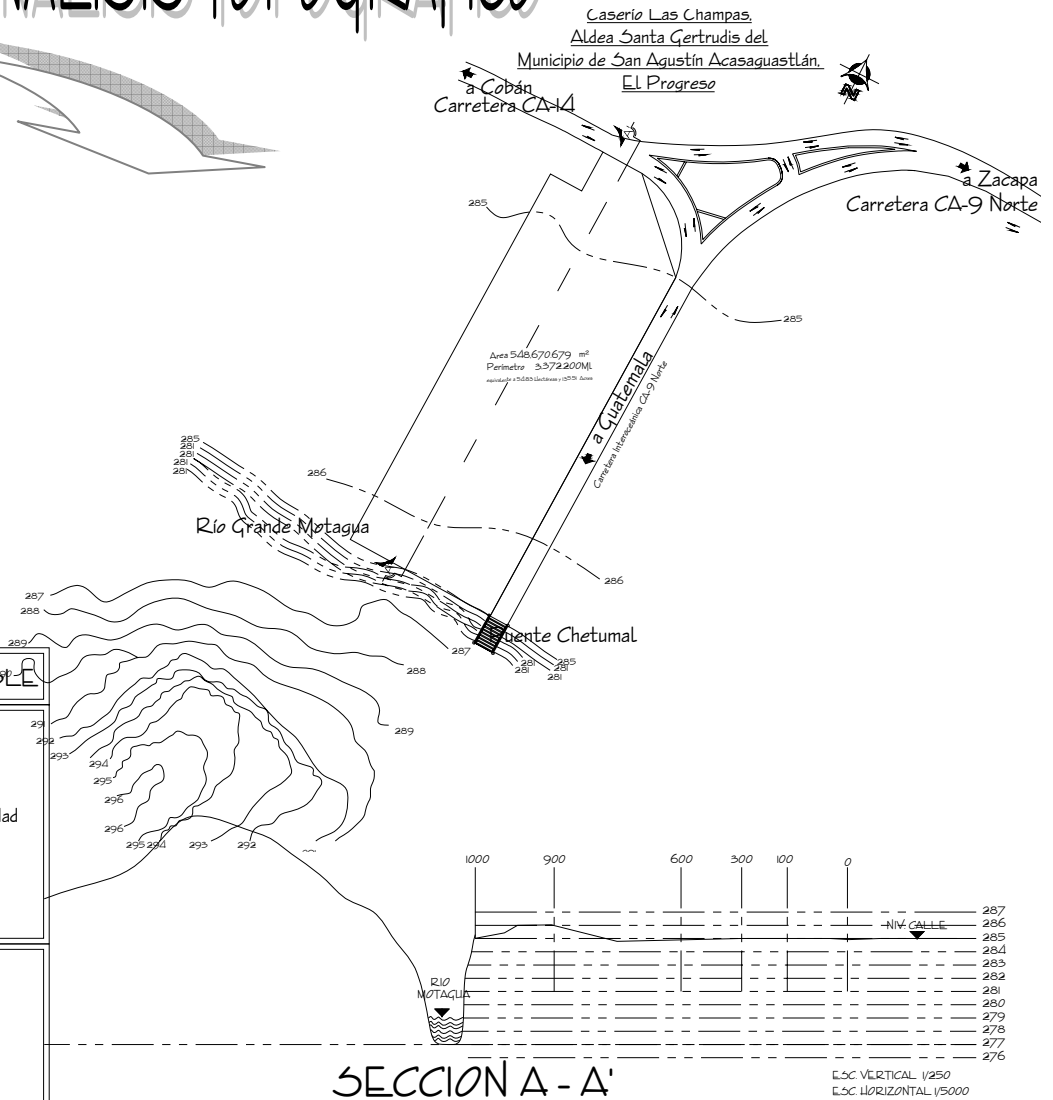 Caserío Las Champas,
Aldea Santa Gertrudis del
Municipio de San Agustín Acasaguastlán,
El Progreso
a Cobán
Carretera CA-14
a Zacapa
Carretera CA-9 Norte
285
285
Area 548.670.679 m²
Perimetro 3.372.200ML
a Guatemala
Carretera Interoceánica CA-9 Norte
285
281
281
281
281
286
Río Grande Motagua
286
Puente Chetumal
287
288
289
287
288
281
281
285
281
281
289
291
292
293
294
295
296
296
295 294 293 292
1000 900 600 300 100 0
287
286
NIV. CALLE
285
284
283
282
281
280
279
278
277
276
RIO
MOTAGUA
SECCION A - A'
ESC. VERTICAL 1/250
ESC. HORIZONTAL 1/5000